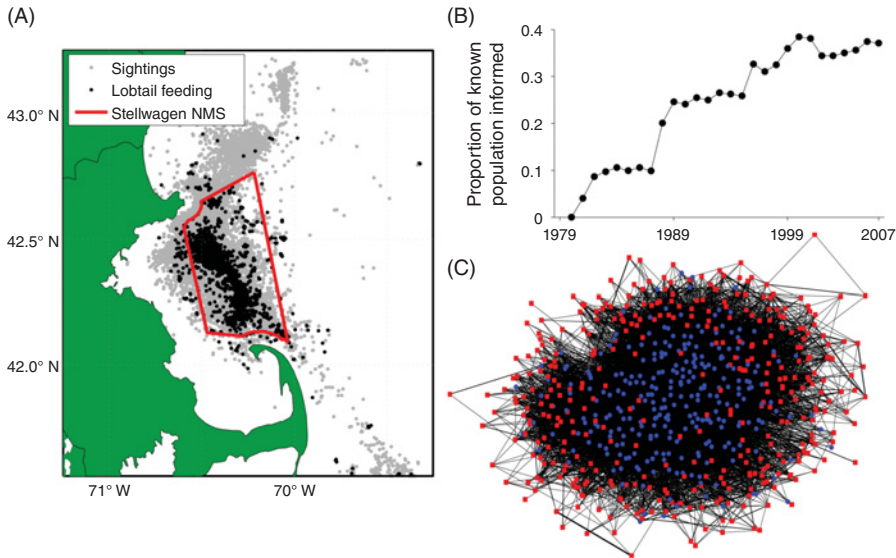 (A)
Sightings
Lobtail feeding
Stellwagen NMS
43.0° N
42.5° N
42.0° N
71° W
70° W
(B)
Proportion of known
population informed
0.4
0.3
0.2
0.1
0
1979
1989
1999
2007
(C)